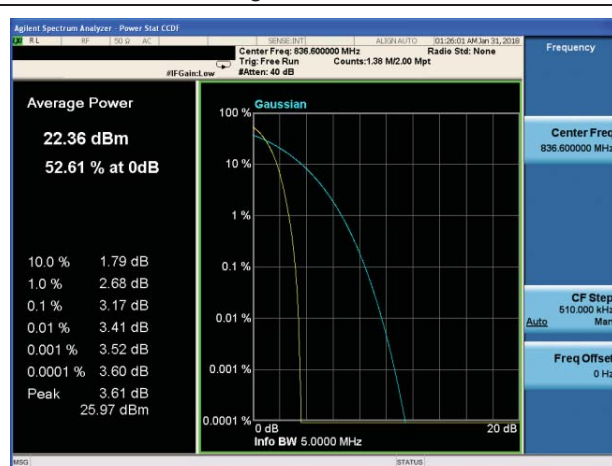 Agilent Spectrum Analyzer - Power Stat CCDF
RL RF 50 Ω AC SENSE:INT ALIGN AUTO 01:26:01 AM Jan 31, 2018
Center Freq: 836.600000 MHz Radio Std: None
Trig: Free Run Counts:1.38 M/2.00 Mpt
#IFGain:Low #Atten: 40 dB
Frequency
Average Power
22.36 dBm
52.61 % at 0dB
10.0 % 1.79 dB
1.0 % 2.68 dB
0.1 % 3.17 dB
0.01 % 3.41 dB
0.001 % 3.52 dB
0.0001 % 3.60 dB
Peak 3.61 dB
25.97 dBm
Gaussian
100 %
10 %
1 %
0.1 %
0.01 %
0.001 %
0.0001 %
0 dB 20 dB
Info BW 5.0000 MHz
Center Freq
836.600000 MHz
CF Step
510.000 kHz
Auto Man
Freq Offset
0 Hz
MSG STATUS